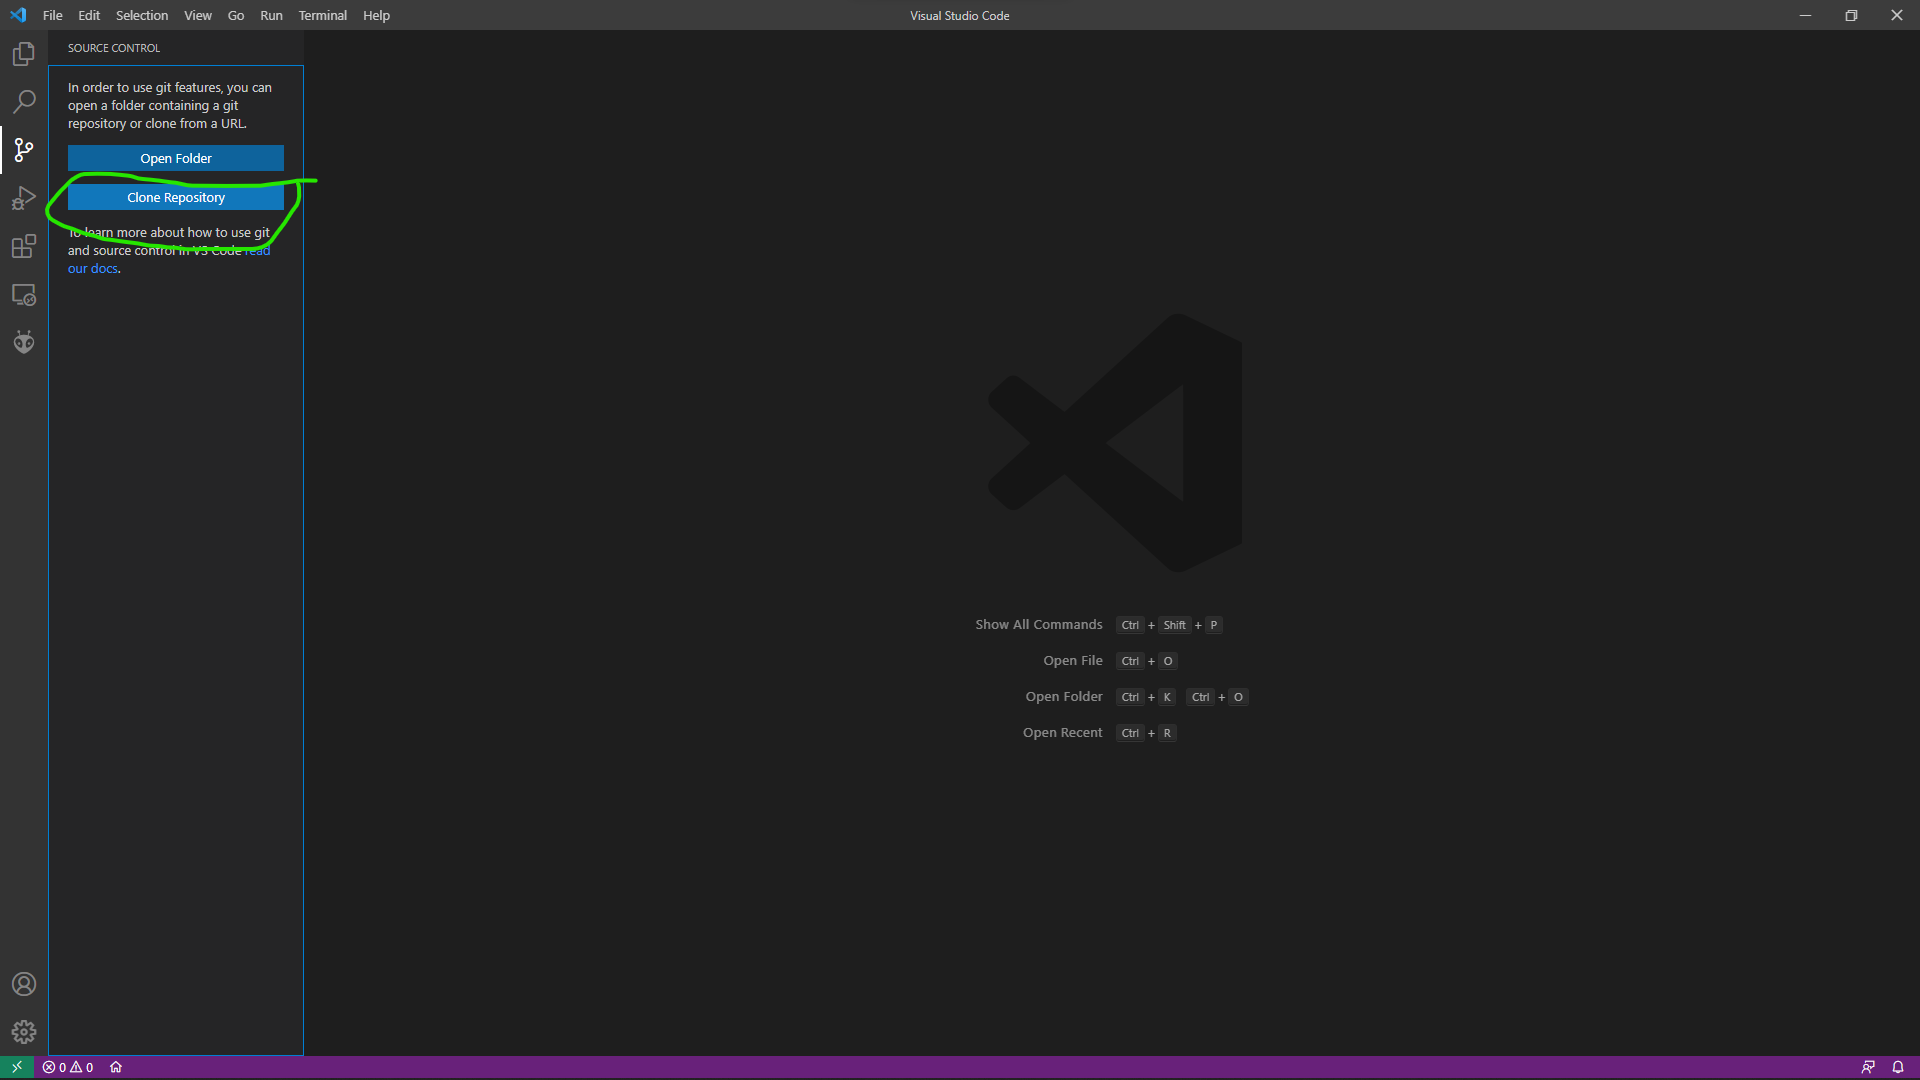 File Edit Selection View Go Run Terminal Help
Visual Studio Code
SOURCE CONTROL
In order to use git features, you can
open a folder containing a git
repository or clone from a URL.
Open Folder
Clone Repository
To learn more about how to use git
and source control in VS Code read
our docs.
Show All Commands Ctrl + Shift + P
Open File Ctrl + O
Open Folder Ctrl + K Ctrl + O
Open Recent Ctrl + R
0 0